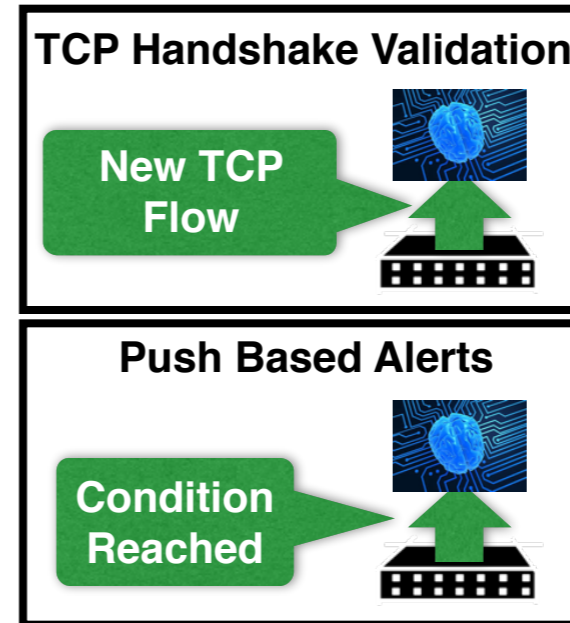 TCP Handshake Validation
New TCP
Flow
Push Based Alerts
Condition
Reached